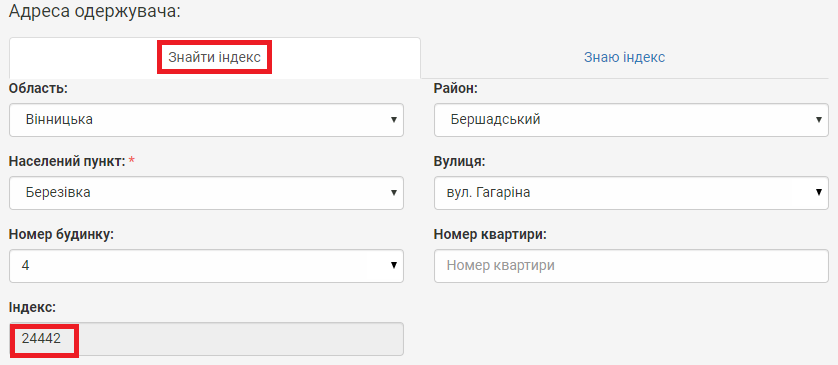 Адреса одержувача:
Знайти індекс
Знаю індекс
Область:
Район:
Вінницька
Бершадський
Населений пункт: *
Вулиця:
Березівка
вул. Гагаріна
Номер будинку:
Номер квартири:
4
Номер квартири
Індекс:
24442